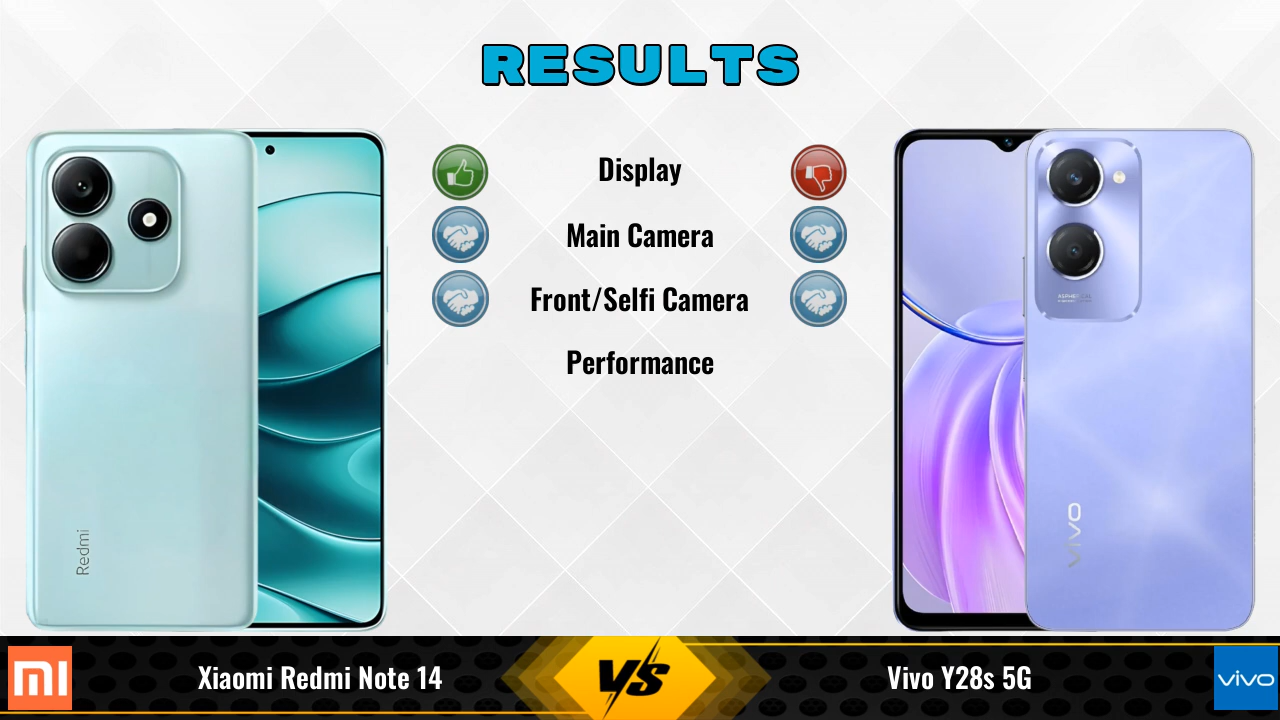 RESULTS
Display
Main Camera
Front/Selfi Camera
Performance
Redmi
vivo
Xiaomi Redmi Note 14
VS
Vivo Y28s 5G
mi
vivo